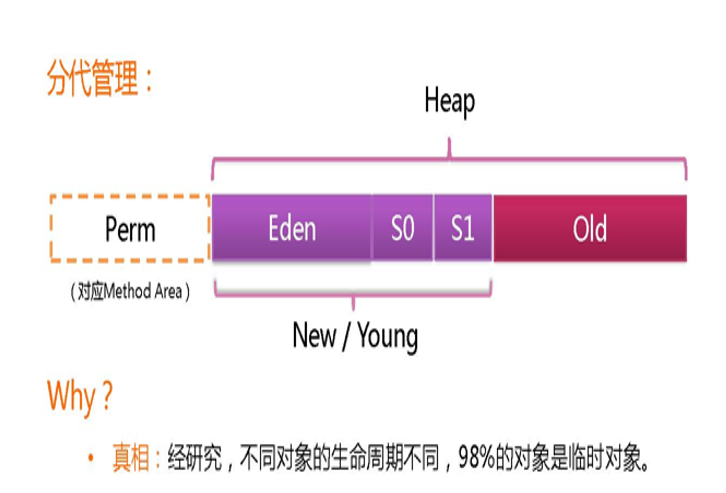 分代管理：
Heap
Perm Eden S0 S1 Old
（对应Method Area）
New / Young
Why？
• 真相：经研究，不同对象的生命周期不同，98%的对象是临时对象。